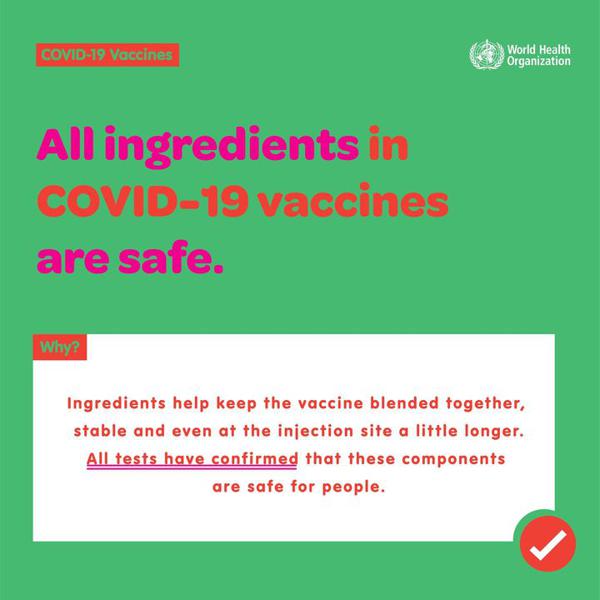 COVID-19 Vaccines
World Health
Organization
All ingredients in
COVID-19 vaccines
are safe.
Why?
Ingredients help keep the vaccine blended together,
stable and even at the injection site a little longer.
All tests have confirmed that these components
are safe for people.